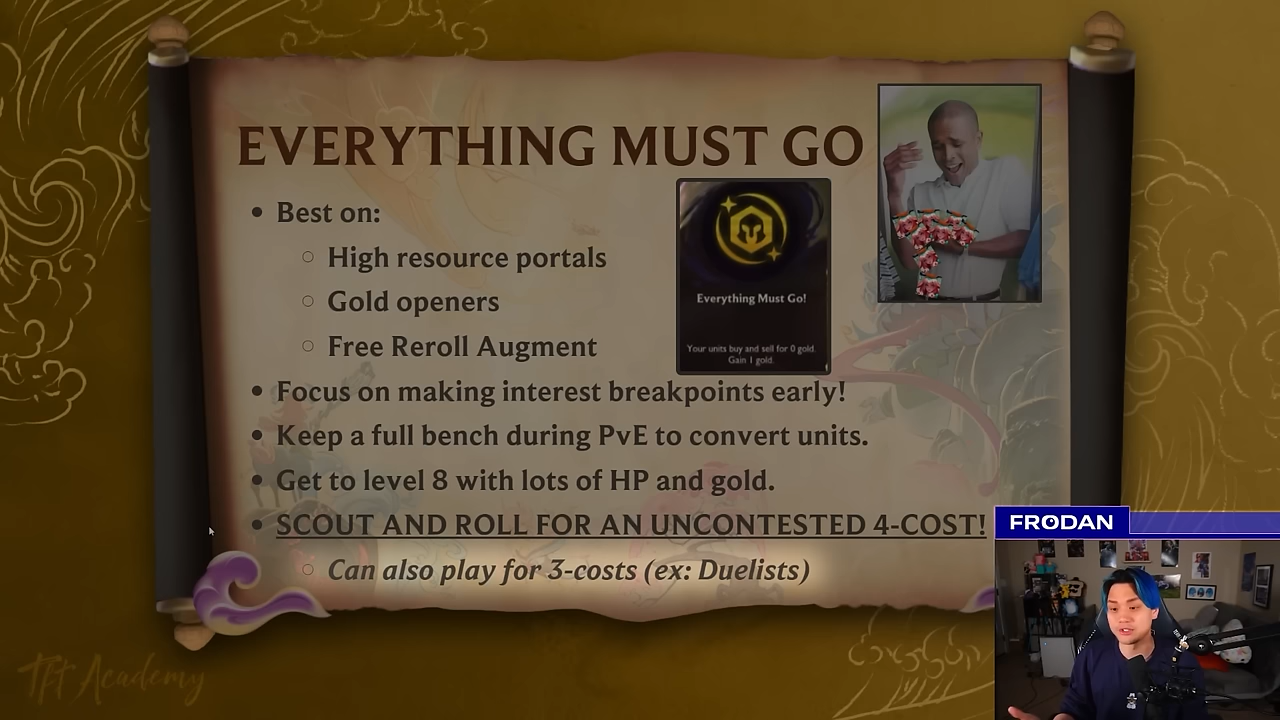 EVERYTHING MUST GO
• Best on:
○ High resource portals
○ Gold openers
○ Free Reroll Augment
Everything Must Go!
Your units buy and sell for 0 gold.
Gain 1 gold.
• Focus on making interest breakpoints early!
• Keep a full bench during PvE to convert units.
• Get to level 8 with lots of HP and gold.
• SCOUT AND ROLL FOR AN UNCONTESTED 4-COST!
○ Can also play for 3-costs (ex: Duelists)
FRODAN
TFT Academy